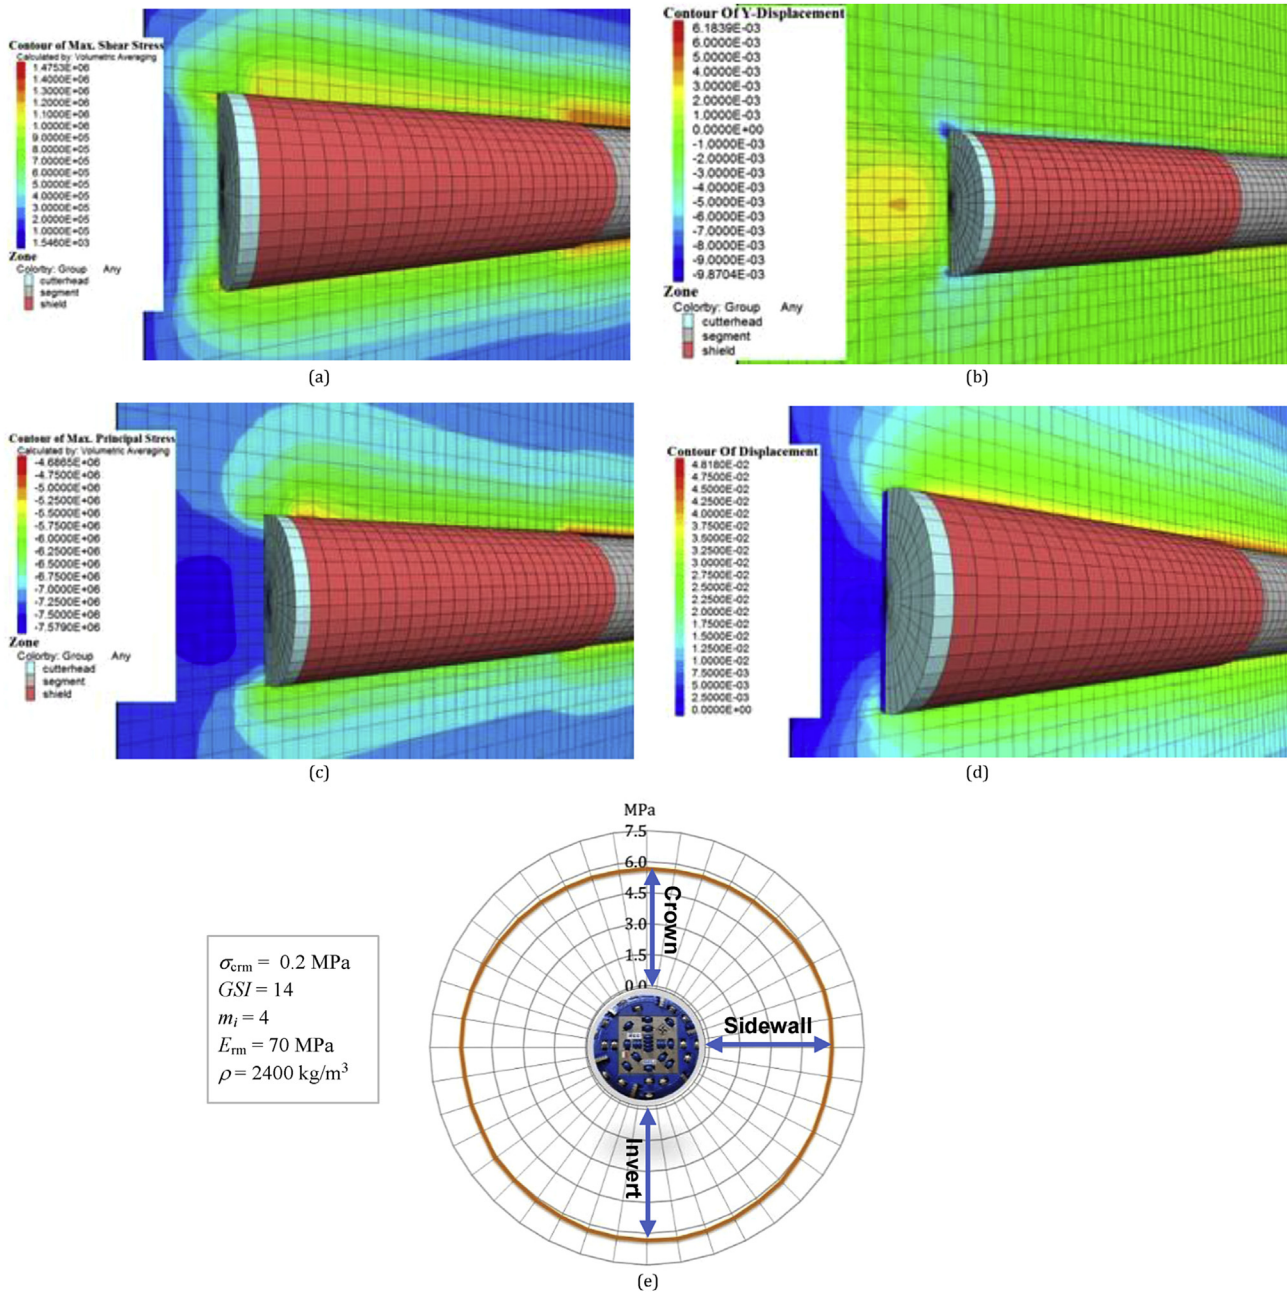 Contour of Max. Shear Stress
Calculated by: Volumetric Averaging
1.4753E+06
1.4000E+06
1.3000E+06
1.2000E+06
1.1000E+06
1.0000E+06
9.0000E+05
8.0000E+05
7.0000E+05
6.0000E+05
5.0000E+05
4.0000E+05
3.0000E+05
2.0000E+05
1.0000E+05
1.5460E+03
Zone
Colorby: Group Any
cutterhead
segment
shield
(a)
Contour Of Y-Displacement
6.1839E-03
6.0000E-03
5.0000E-03
4.0000E-03
3.0000E-03
2.0000E-03
1.0000E-03
0.0000E+00
-1.0000E-03
-2.0000E-03
-3.0000E-03
-4.0000E-03
-5.0000E-03
-6.0000E-03
-7.0000E-03
-8.0000E-03
-9.0000E-03
-9.8704E-03
Zone
Colorby: Group Any
cutterhead
segment
shield
(b)
Contour of Max. Principal Stress
Calculated by: Volumetric Averaging
-4.6865E+06
-4.7500E+06
-5.0000E+06
-5.2500E+06
-5.5000E+06
-5.7500E+06
-6.0000E+06
-6.2500E+06
-6.5000E+06
-6.7500E+06
-7.0000E+06
-7.2500E+06
-7.5000E+06
-7.5790E+06
Zone
Colorby: Group Any
cutterhead
segment
shield
(c)
Contour Of Displacement
4.8180E-02
4.7500E-02
4.5000E-02
4.2500E-02
4.0000E-02
3.7500E-02
3.5000E-02
3.2500E-02
3.0000E-02
2.7500E-02
2.5000E-02
2.2500E-02
2.0000E-02
1.7500E-02
1.5000E-02
1.2500E-02
1.0000E-02
7.5000E-03
5.0000E-03
2.5000E-03
0.0000E+00
(d)
MPa
7.5
6.0
4.5
3.0
1.5
0.0
Crown
Sidewall
Invert
σcrm = 0.2 MPa
GSI = 14
mi = 4
Erm = 70 MPa
ρ = 2400 kg/m³
(e)